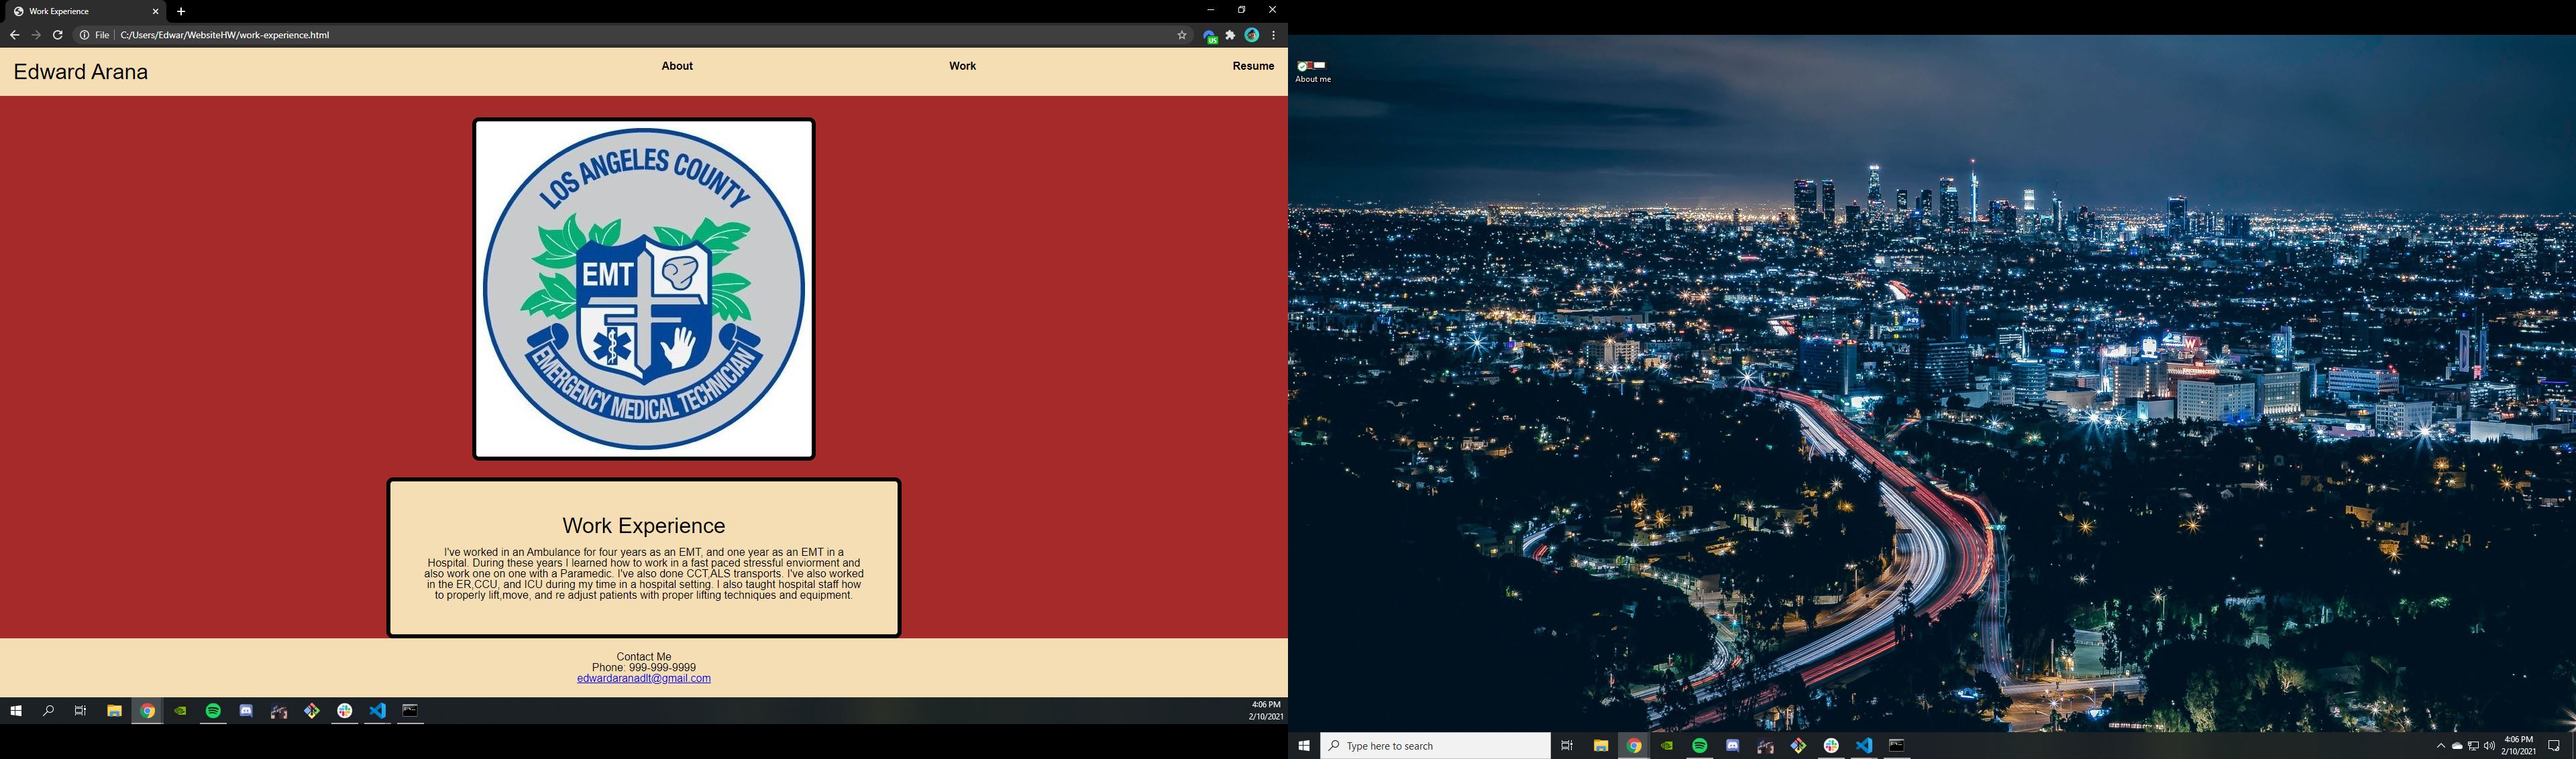 Work Experience
File
C:/Users/Edwar/WebsiteHW/work-experience.html
US
Edward Arana
About
Work
Resume
LOS ANGELES COUNTY
EMT
EMERGENCY MEDICAL TECHNICIAN
Work Experience
I've worked in an Ambulance for four years as an EMT, and one year as an EMT in a
Hospital. During these years I learned how to work in a fast paced stressful enviorment and
also work one on one with a Paramedic. I've also done CCT,ALS transports. I've also worked
in the ER,CCU, and ICU during my time in a hospital setting. I also taught hospital staff how
to properly lift,move, and re adjust patients with proper lifting techniques and equipment.
Contact Me
Phone: 999-999-9999
edwardaranadlt@gmail.com
4:06 PM
2/10/2021
About me
W
Type here to search
4:06 PM
2/10/2021